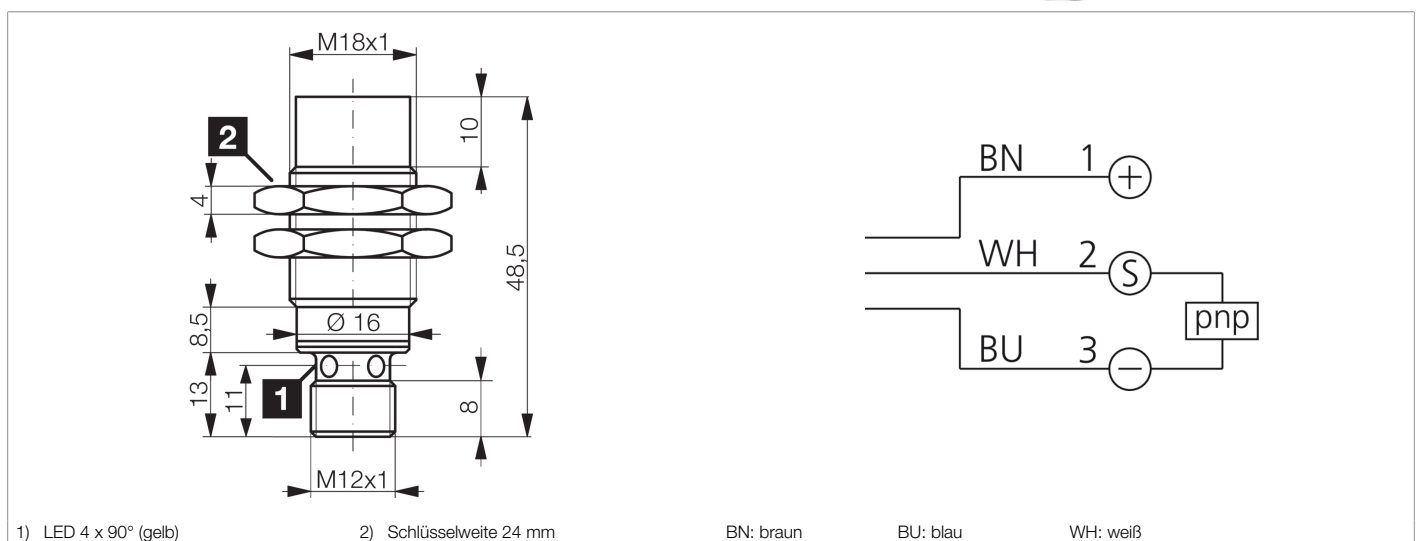 M18x1
2
10
4
48,5
8,5
Ø 16
13
11
1
8
M12x1
BN 1 +
WH 2 S
pnp
BU 3 −
1) LED 4 x 90° (gelb)
2) Schlüsselweite 24 mm
BN: braun
BU: blau
WH: weiß